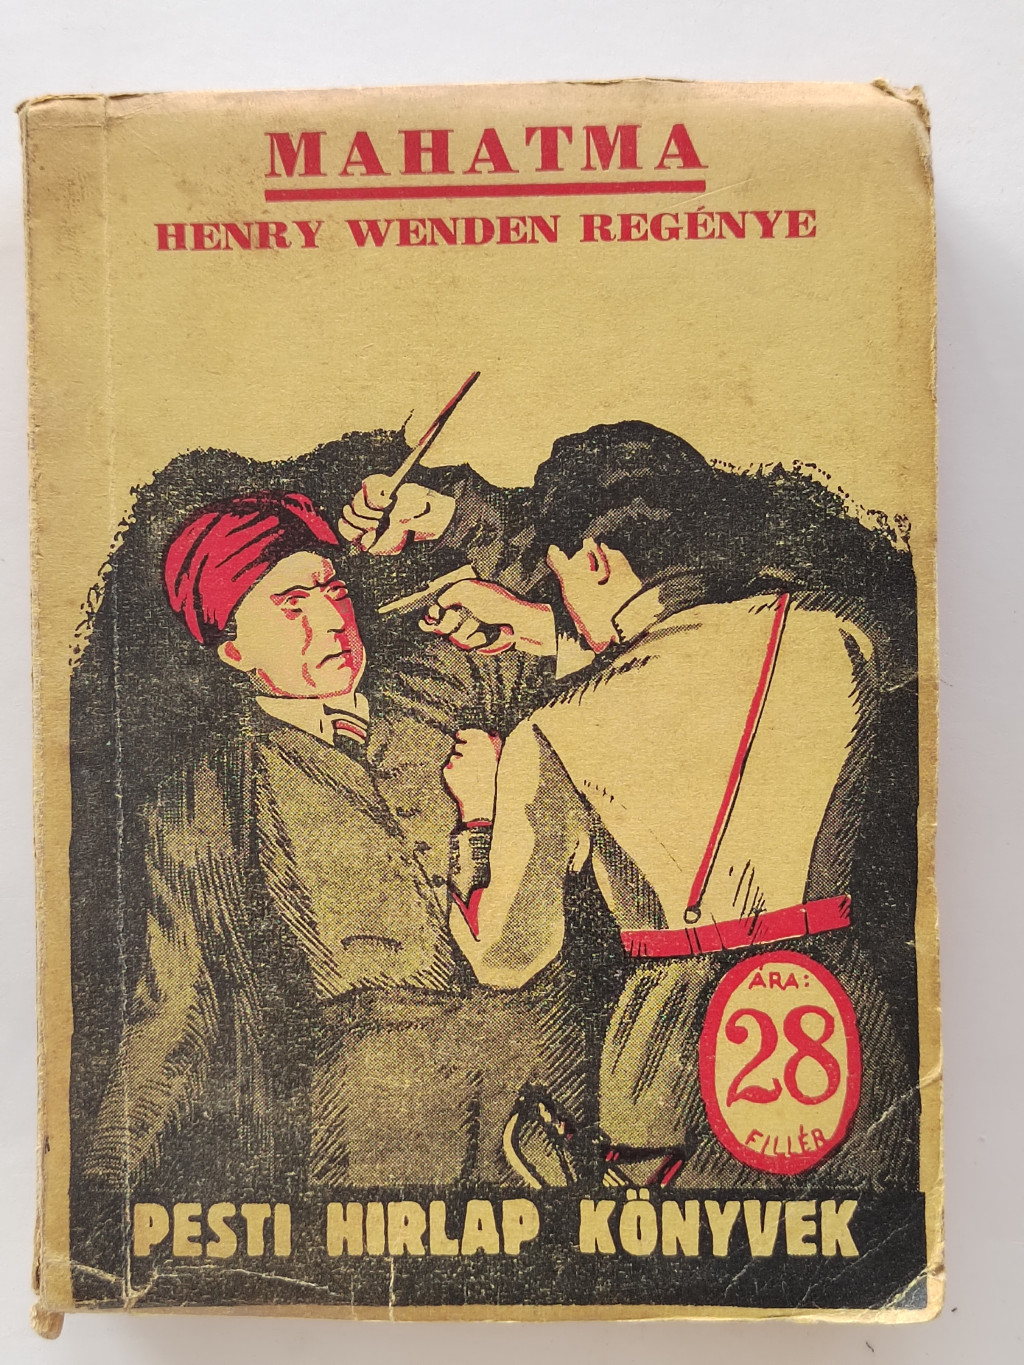 MAHATMA
HENRY WENDEN REGÉNYE
ÁRA:
28
FILLÉR
PESTI HIRLAP KÖNYVEK